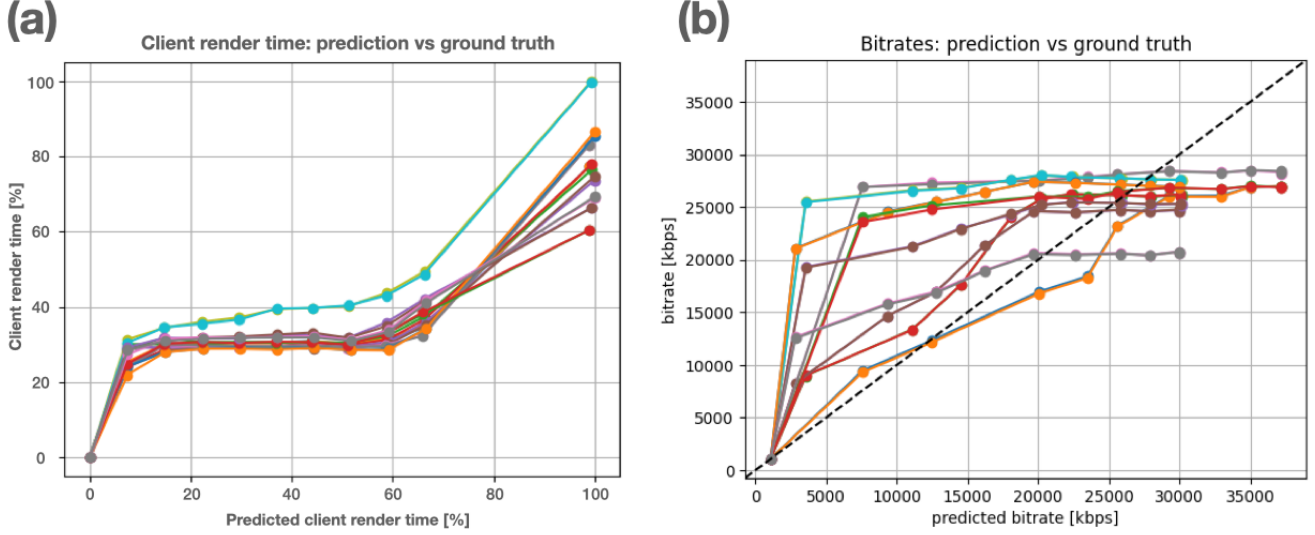 (a)
Client render time: prediction vs ground truth
Client render time [%]
100
80
60
40
20
0
0 20 40 60 80 100
Predicted client render time [%]
(b)
Bitrates: prediction vs ground truth
bitrate [kbps]
35000
30000
25000
20000
15000
10000
5000
0
0 5000 10000 15000 20000 25000 30000 35000
predicted bitrate [kbps]